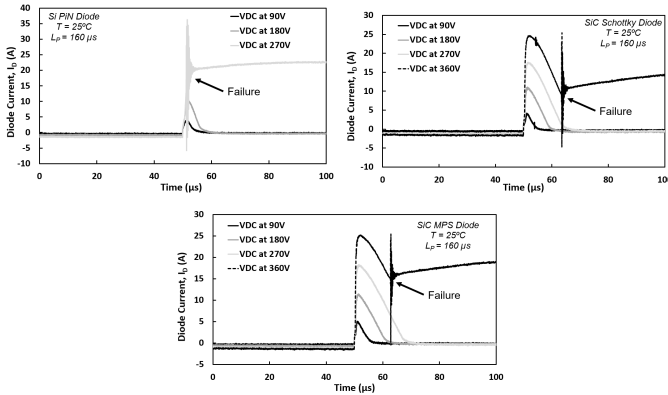 Si PiN Diode
T = 25ºC
LP = 160 µs
VDC at 90V
VDC at 180V
VDC at 270V
Failure
Diode Current, ID (A)
40
35
30
25
20
15
10
5
0
-5
-10
0
20
40
60
80
100
Time (µs)
SiC Schottky Diode
T = 25ºC
LP = 160 µs
VDC at 90V
VDC at 180V
VDC at 270V
VDC at 360V
Failure
Diode Current, ID (A)
30
25
20
15
10
5
0
-5
-10
0
20
40
60
80
100
Time (µs)
SiC MPS Diode
T = 25ºC
LP = 160 µs
VDC at 90V
VDC at 180V
VDC at 270V
VDC at 360V
Failure
Diode Current, ID (A)
30
25
20
15
10
5
0
-5
0
20
40
60
80
100
Time (µs)